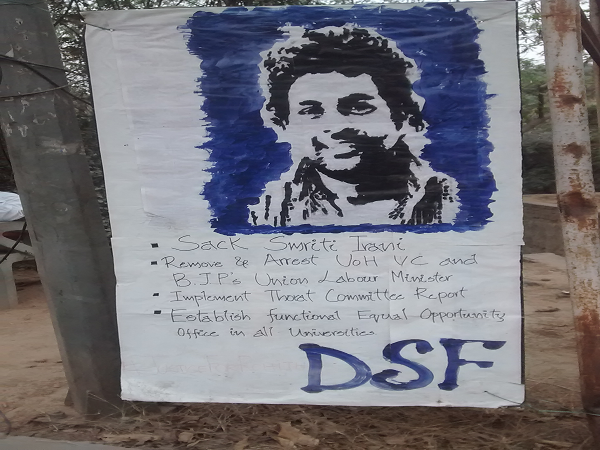 ▪ Sack Smriti Irani
▪ Remove & Arrest UoH VC and
B.J.P's Union Labour Minister
▪ Implement Thorat Committee Report
▪ Establish functional Equal Opportunity
Office in all Universities
DSF